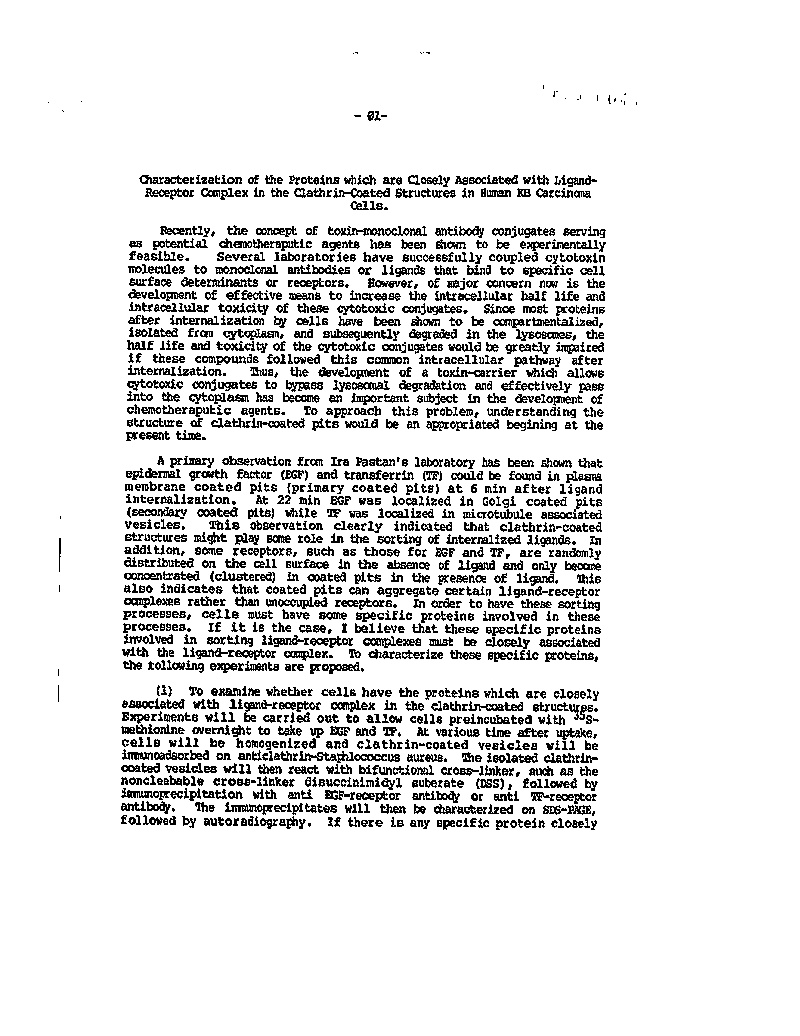 - 01-
Characterization of the Proteins which are Closely Associated with Ligand-
Receptor Complex in the Clathrin-Coated Structures in Human KB Carcinoma
Cells.
Recently, the concept of toxin-monoclonal antibody conjugates serving
as potential chemotheraputic agents has been shown to be experimentally
feasible. Several laboratories have successfully coupled cytotoxin
molecules to monoclonal antibodies or ligands that bind to specific cell
surface determinants or receptors. However, of major concern now is the
development of effective means to increase the intracellular half life and
intracellular toxicity of these cytotoxic conjugates. Since most proteins
after internalization by cells have been shown to be compartmentalized,
isolated from cytoplasm, and subsequently degraded in the lysosomes, the
half life and toxicity of the cytotoxic conjugates would be greatly impaired
if these compounds followed this common intracellular pathway after
internalization. Thus, the development of a toxin-carrier which allows
cytotoxic conjugates to bypass lysosomal degradation and effectively pass
into the cytoplasm has become an important subject in the development of
chemotheraputic agents. To approach this problem, understanding the
structure of clathrin-coated pits would be an appropriated begining at the
present time.
A primary observation from Ira Pastan's laboratory has been shown that
epidermal growth factor (EGF) and transferrin (TF) could be found in plasma
membrane coated pits (primary coated pits) at 6 min after ligand
internalization. At 22 min EGF was localized in Golgi coated pits
(secondary coated pits) while TF was localized in microtubule associated
vesicles. This observation clearly indicated that clathrin-coated
structures might play some role in the sorting of internalized ligands. In
addition, some receptors, such as those for EGF and TF, are randomly
distributed on the cell surface in the absence of ligand and only become
concentrated (clustered) in coated pits in the presence of ligand. This
also indicates that coated pits can aggregate certain ligand-receptor
complexes rather than unoccupied receptors. In order to have these sorting
processes, cells must have some specific proteins involved in these
processes. If it is the case, I believe that these specific proteins
involved in sorting ligand-receptor complexes must be closely associated
with the ligand-receptor complex. To characterize these specific proteins,
the following experiments are proposed.
(1) To examine whether cells have the proteins which are closely
associated with ligand-receptor complex in the clathrin-coated structures.
Experiments will be carried out to allow cells preincubated with ³⁵S-
methionine overnight to take up EGF and TF. At various time after uptake,
cells will be homogenized and clathrin-coated vesicles will be
immunoadsorbed on anticlathrin-Staphlococcus aureus. The isolated clathrin-
coated vesicles will then react with bifunctional cross-linker, such as the
noncleabable cross-linker disuccinimidyl suberate (DSS), followed by
immunoprecipitation with anti EGF-receptor antibody or anti TF-receptor
antibody. The immunoprecipitates will then be characterized on SDS-PAGE,
followed by autoradiography. If there is any specific protein closely